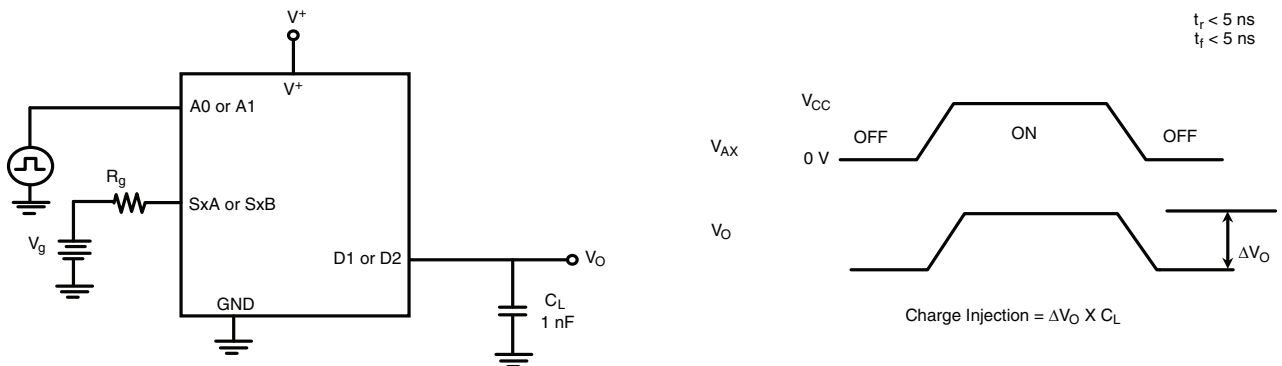 V+
V+
A0 or A1
Rg
SxA or SxB
Vg
D1 or D2
VO
GND
CL
1 nF
tr < 5 ns
tf < 5 ns
VCC
OFF
ON
OFF
VAX
0 V
VO
ΔVO
Charge Injection = ΔVO X CL